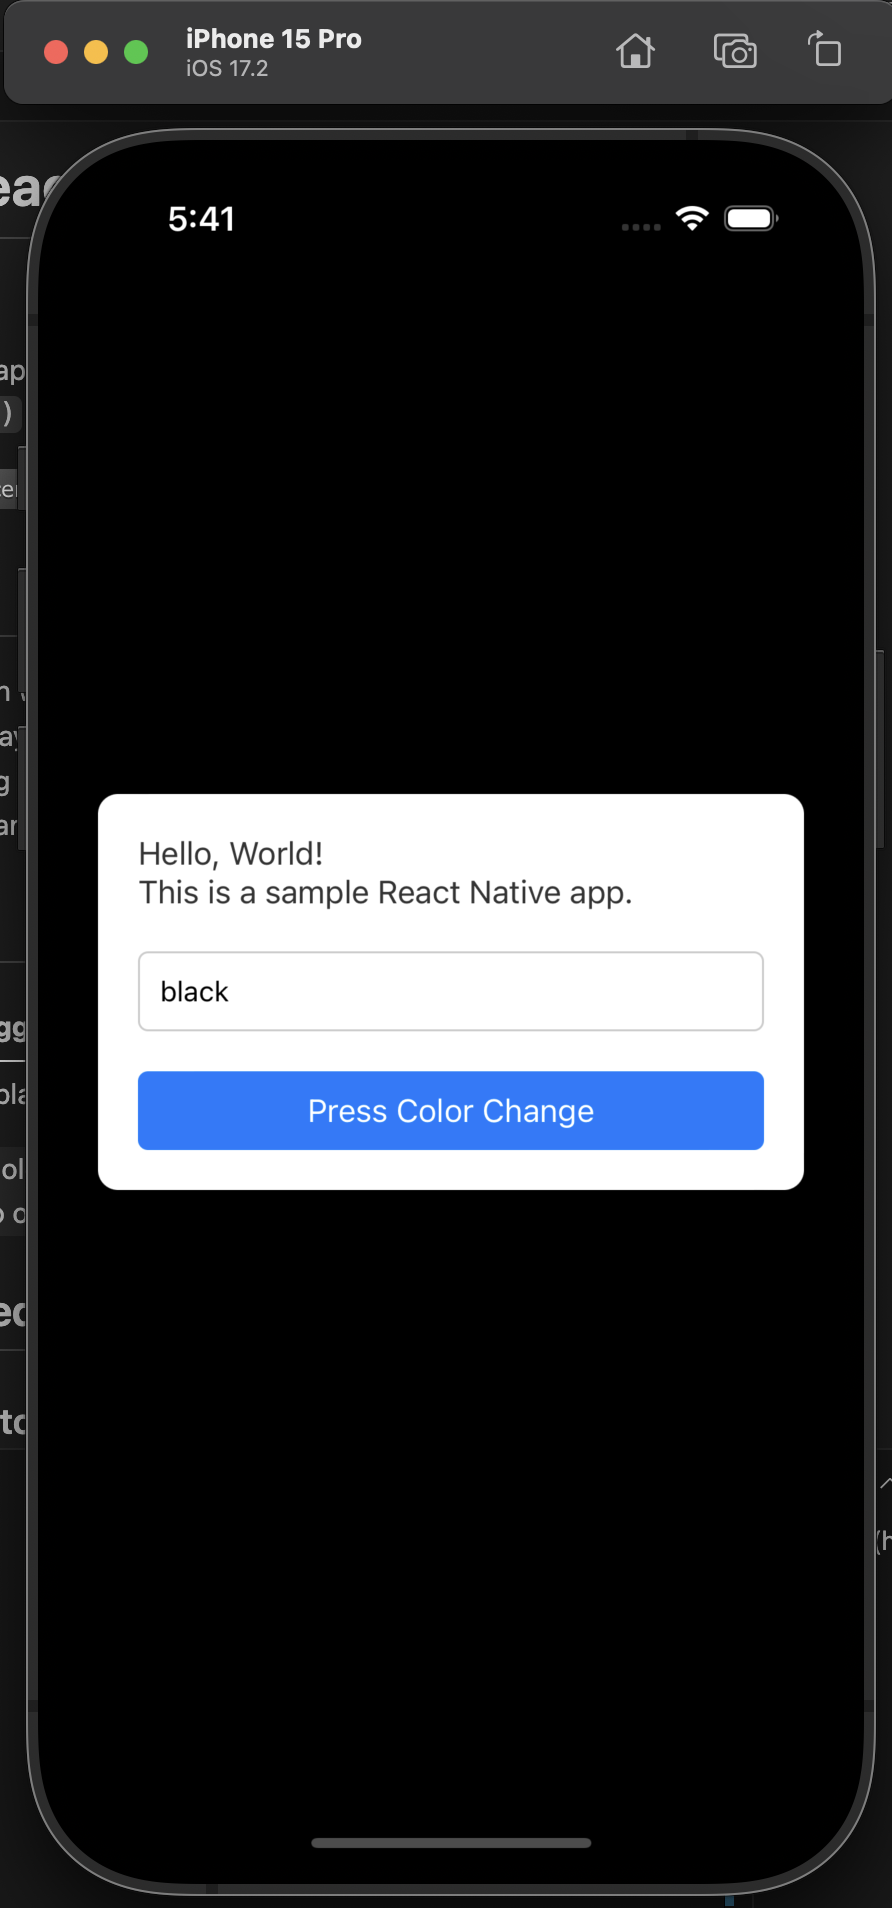 iPhone 15 Pro
iOS 17.2
5:41
Hello, World!
This is a sample React Native app.
black
Press Color Change